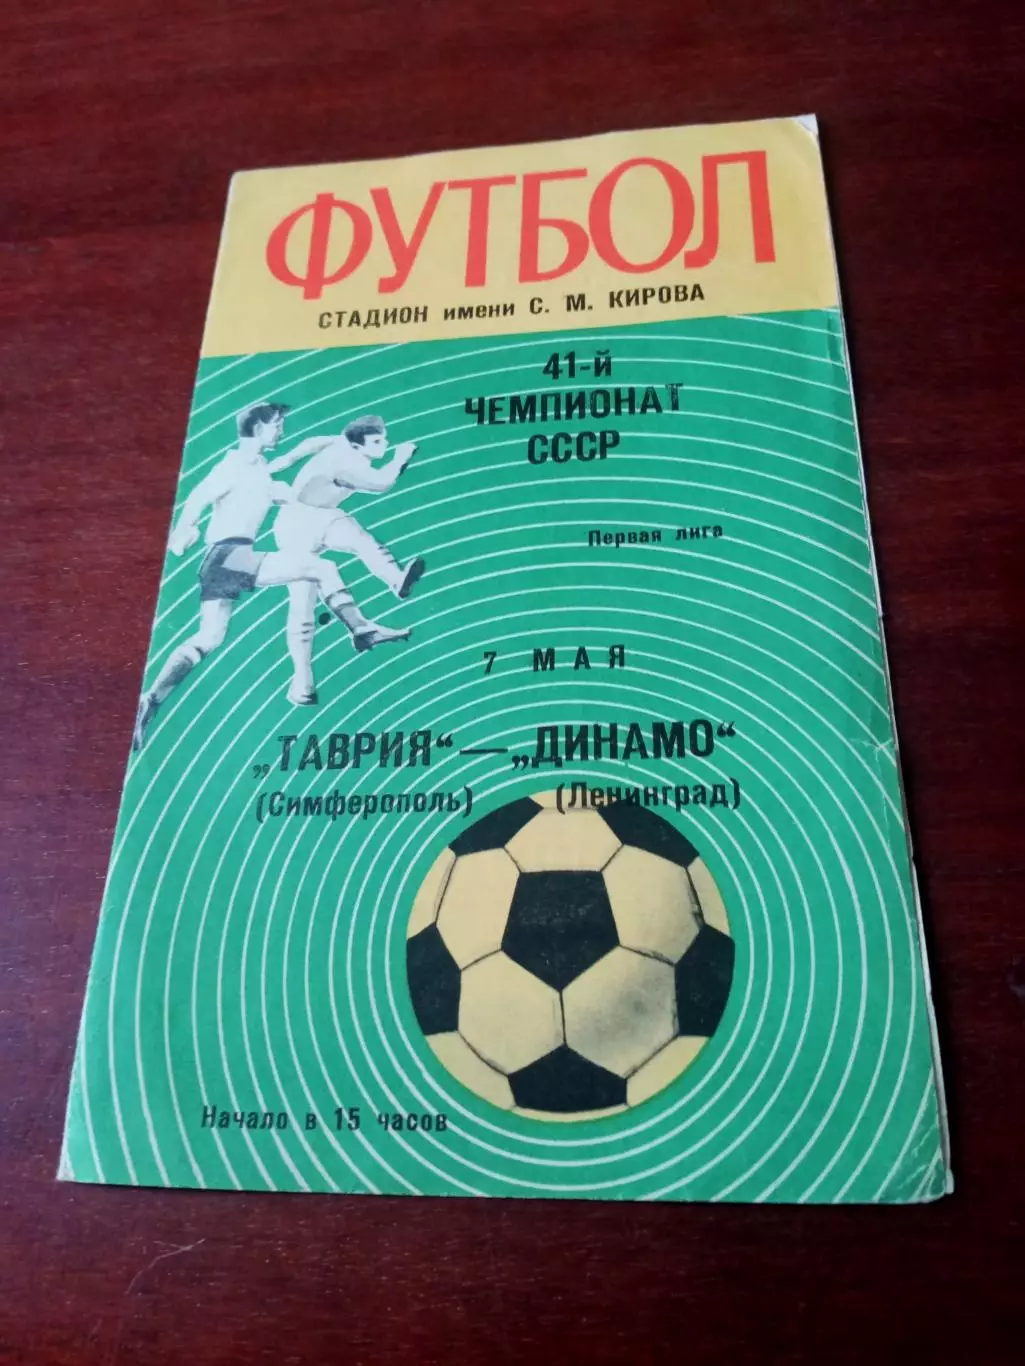 ФУТБОЛ
СТАДИОН имени С. М. КИРОВА
41-й
ЧЕМПИОНАТ
СССР
Первая лига
7 МАЯ
„ТАВРИЯ“ — „ДИНАМО“
(Симферополь) (Ленинград)
Начало в 15 часов